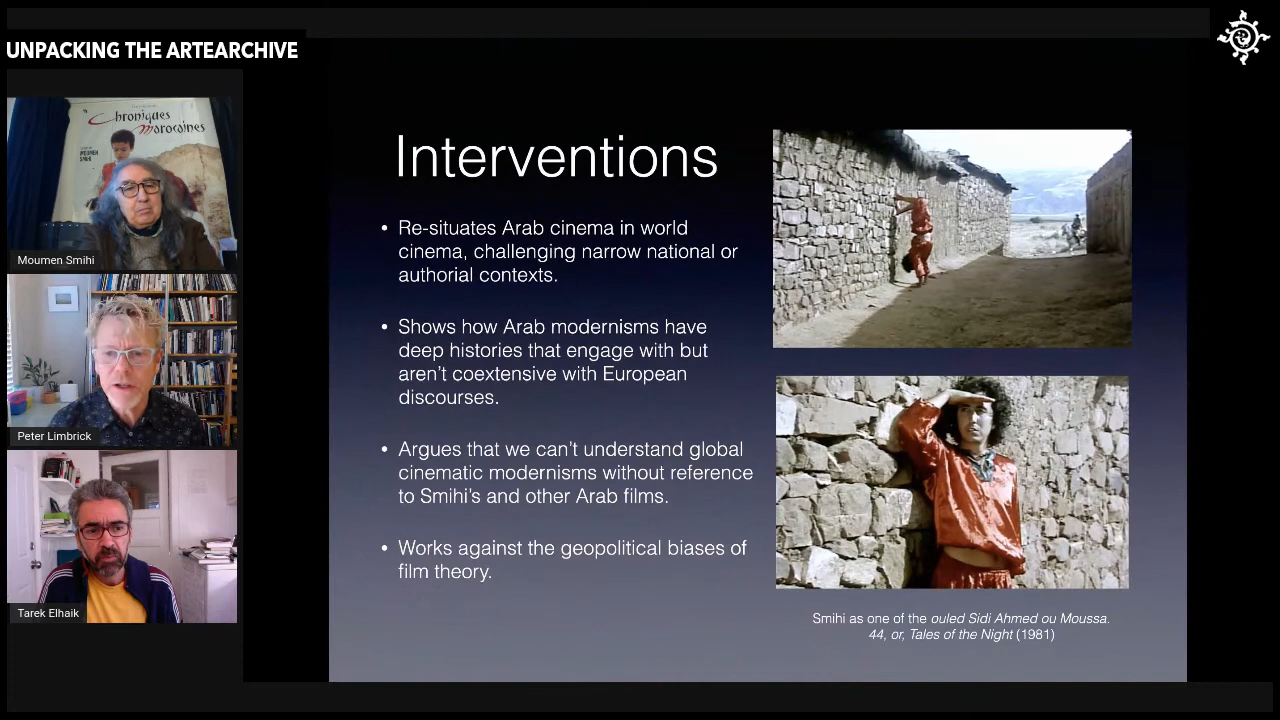 UNPACKING THE ARTEARCHIVE
Chroniques
marocaines
MOUMEN
SMIHI
Moumen Smihi
Peter Limbrick
Tarek Elhaik
Interventions
• Re-situates Arab cinema in world
cinema, challenging narrow national or
authorial contexts.
• Shows how Arab modernisms have
deep histories that engage with but
aren’t coextensive with European
discourses.
• Argues that we can’t understand global
cinematic modernisms without reference
to Smihi’s and other Arab films.
• Works against the geopolitical biases of
film theory.
Smihi as one of the ouled Sidi Ahmed ou Moussa.
44, or, Tales of the Night (1981)